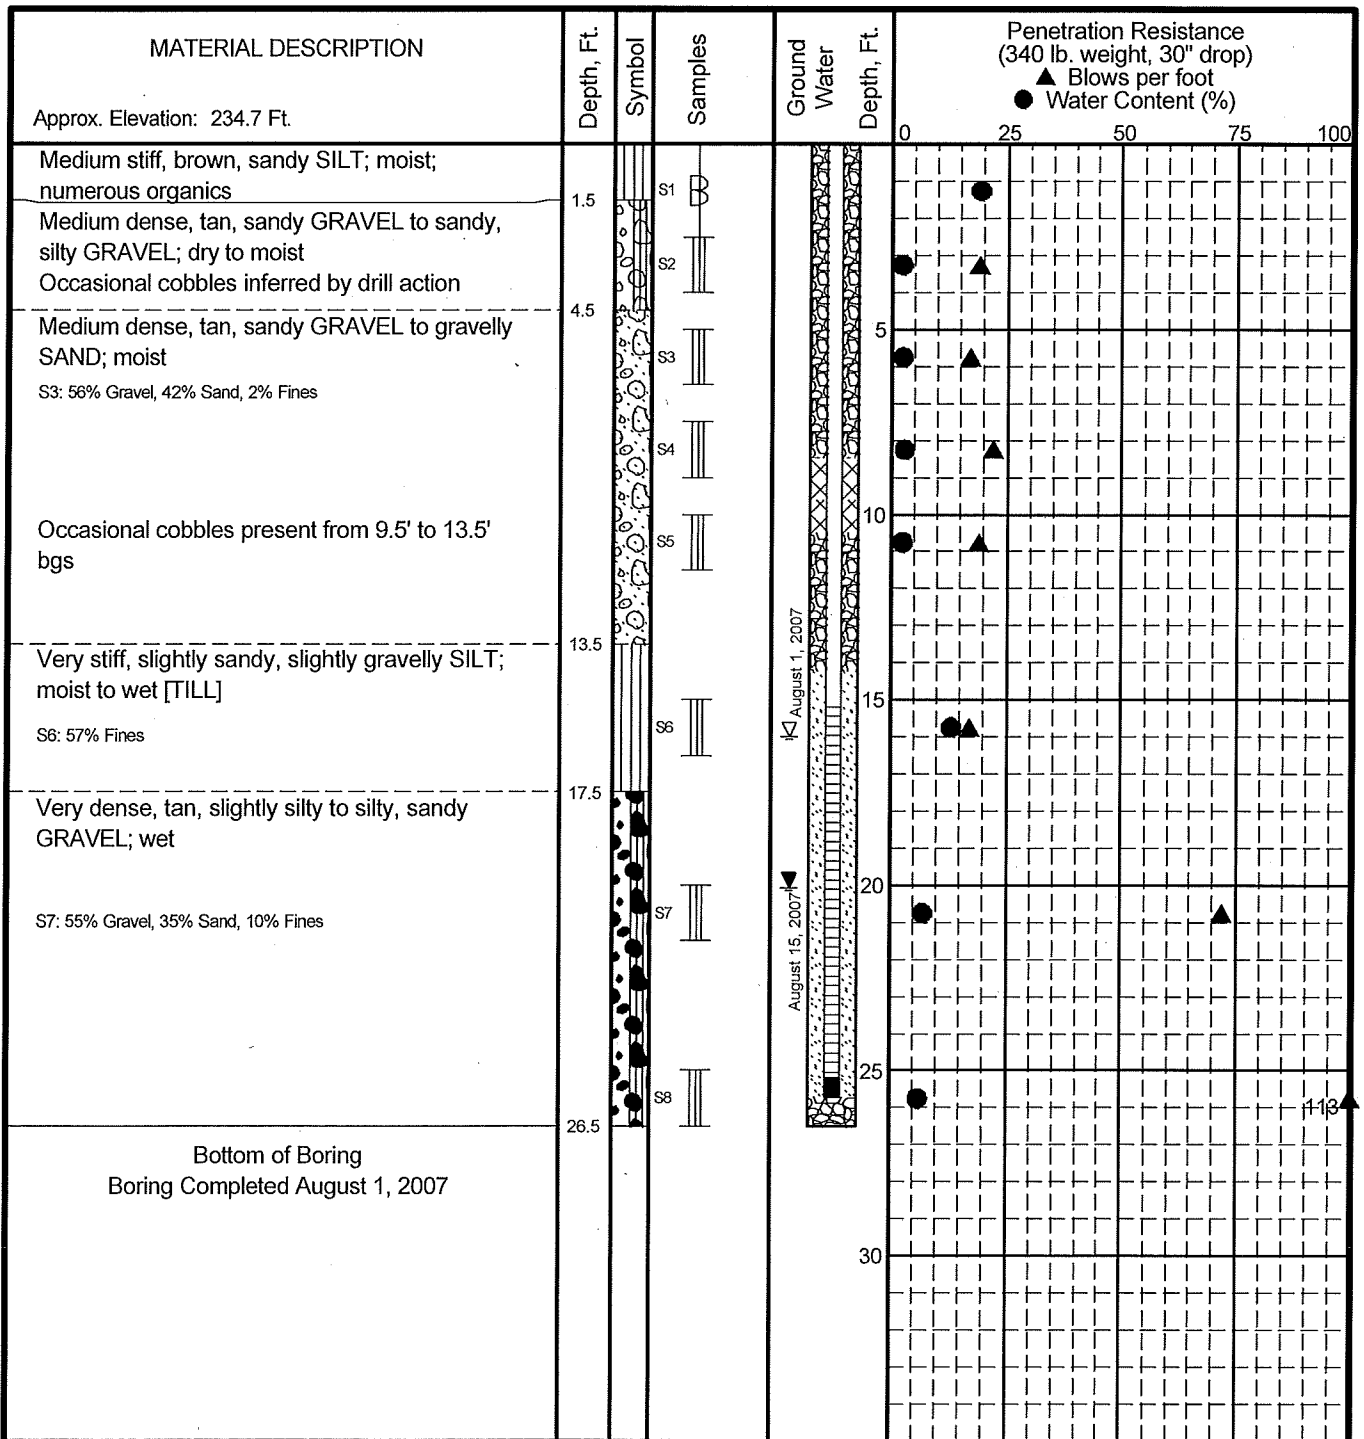 MATERIAL DESCRIPTION
Approx. Elevation: 234.7 Ft.
Depth, Ft.
Symbol
Samples
Ground
Water
Depth, Ft.
Penetration Resistance
(340 lb. weight, 30" drop)
Blows per foot
Water Content (%)
0 25 50 75 100
Medium stiff, brown, sandy SILT; moist;
numerous organics
S1
1.5
Medium dense, tan, sandy GRAVEL to sandy,
silty GRAVEL; dry to moist
Occasional cobbles inferred by drill action
S2
4.5
Medium dense, tan, sandy GRAVEL to gravelly
SAND; moist
S3: 56% Gravel, 42% Sand, 2% Fines
S3
5
S4
Occasional cobbles present from 9.5' to 13.5'
bgs
S5
10
13.5
Very stiff, slightly sandy, slightly gravelly SILT;
moist to wet [TILL]
S6: 57% Fines
S6
August 1, 2007
15
17.5
Very dense, tan, slightly silty to silty, sandy
GRAVEL; wet
S7: 55% Gravel, 35% Sand, 10% Fines
S7
August 15, 2007
20
S8
25
113
26.5
Bottom of Boring
Boring Completed August 1, 2007
30